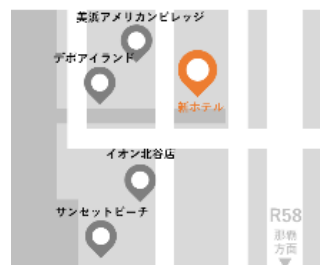 美浜アメリカンビレッジ
デポアイランド
新ホテル
イオン北谷店
サンセットビーチ
R58
那覇
方面